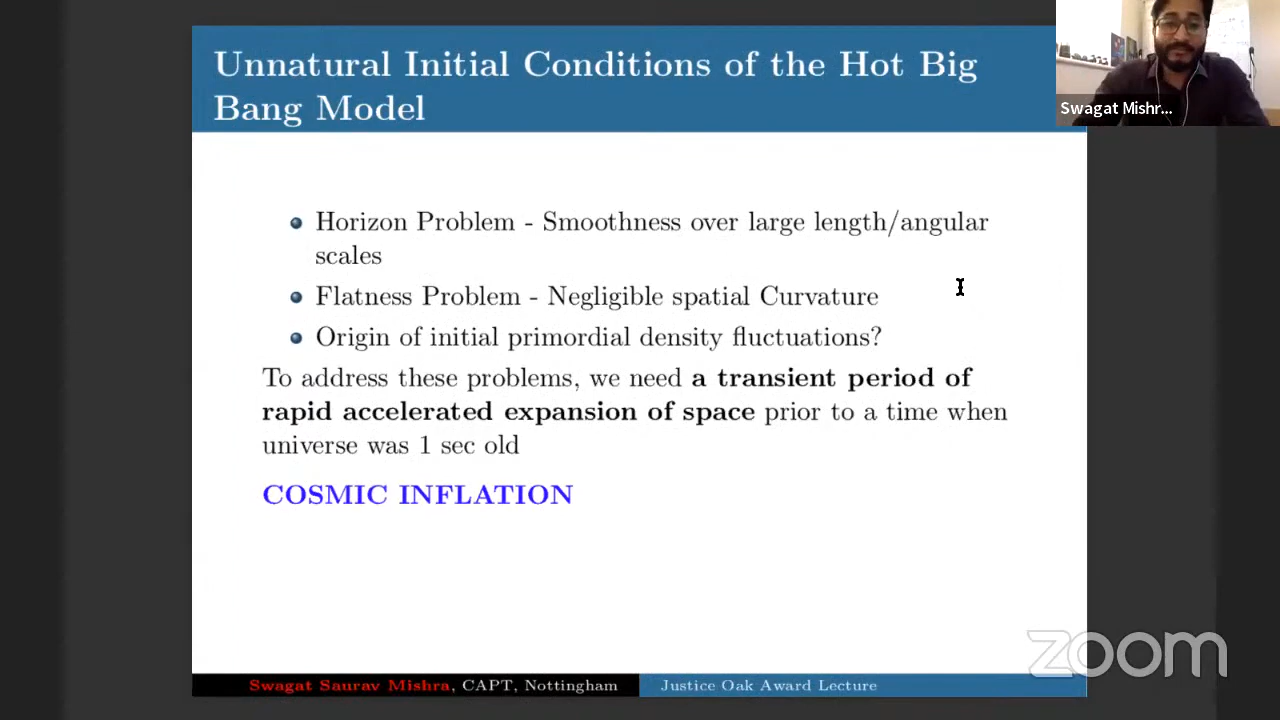 Unnatural Initial Conditions of the Hot Big
Bang Model
Swagat Mishr...
Horizon Problem - Smoothness over large length/angular
scales
Flatness Problem - Negligible spatial Curvature
Origin of initial primordial density fluctuations?
To address these problems, we need a transient period of
rapid accelerated expansion of space prior to a time when
universe was 1 sec old
COSMIC INFLATION
zoom
Swagat Saurav Mishra, CAPT, Nottingham
Justice Oak Award Lecture